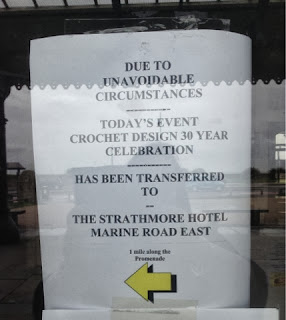 DUE TO
UNAVOIDABLE
CIRCUMSTANCES
------------
TODAY'S EVENT
CROCHET DESIGN 30 YEAR
CELEBRATION
------------
HAS BEEN TRANSFERRED
TO
--
THE STRATHMORE HOTEL
MARINE ROAD EAST
1 mile along the
Promenade